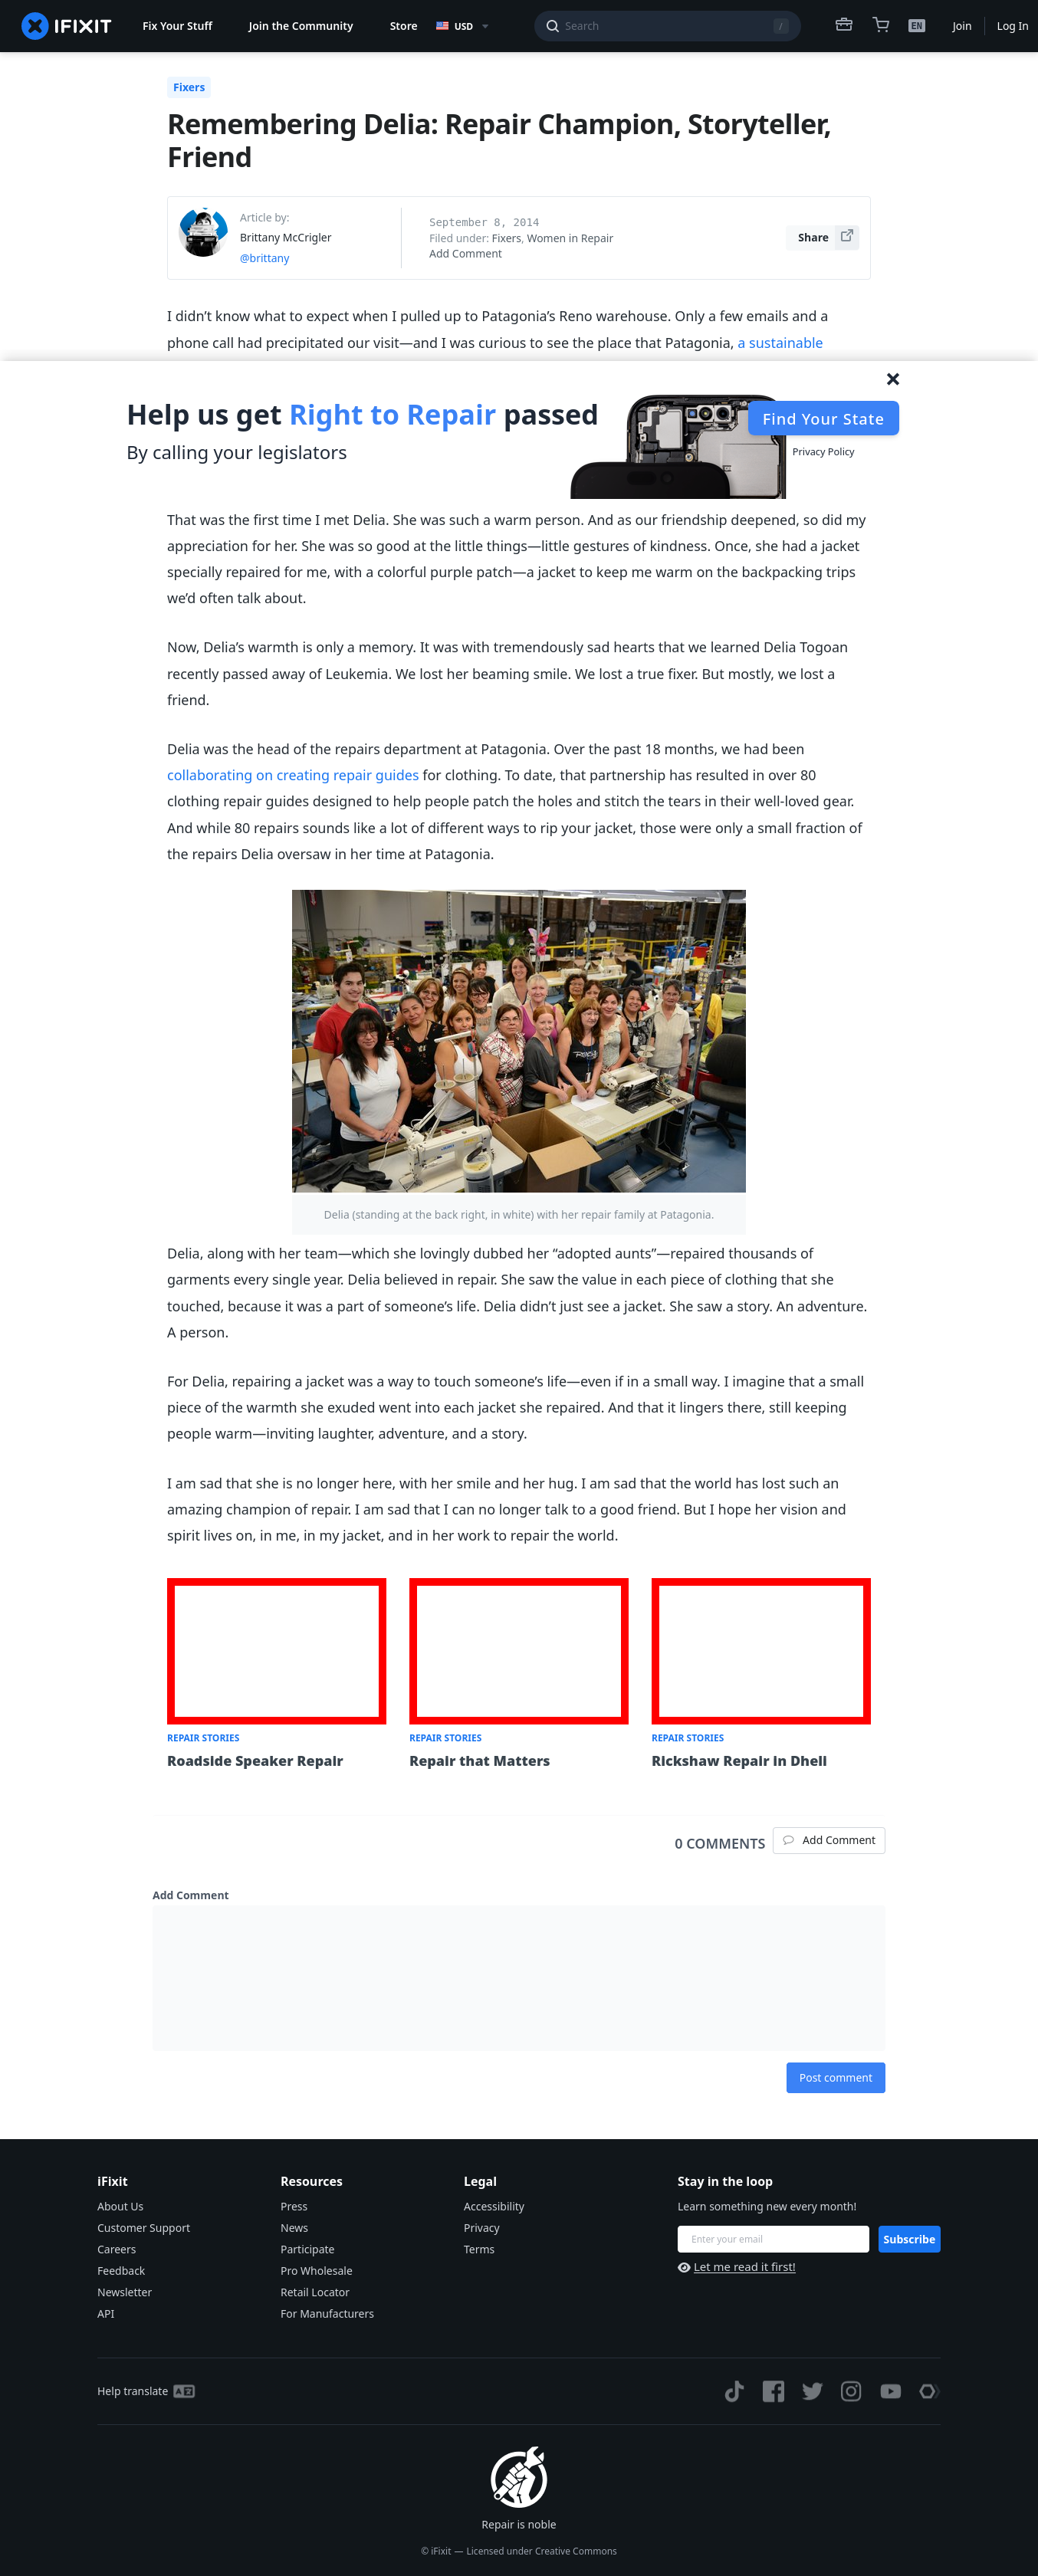 IFIXIT
Fix Your Stuff
Join the Community
Store
USD
Search
/
EN
Join
Log In
Fixers
Remembering Delia: Repair Champion, Storyteller,
Friend
Article by:
Brittany McCrigler
@brittany
September 8, 2014
Filed under: Fixers, Women in Repair
Add Comment
Share
I didn’t know what to expect when I pulled up to Patagonia’s Reno warehouse. Only a few emails and a
phone call had precipitated our visit—and I was curious to see the place that Patagonia, a sustainable
Help us get Right to Repair passed
By calling your legislators
Find Your State
Privacy Policy
That was the first time I met Delia. She was such a warm person. And as our friendship deepened, so did my
appreciation for her. She was so good at the little things—little gestures of kindness. Once, she had a jacket
specially repaired for me, with a colorful purple patch—a jacket to keep me warm on the backpacking trips
we’d often talk about.
Now, Delia’s warmth is only a memory. It was with tremendously sad hearts that we learned Delia Togoan
recently passed away of Leukemia. We lost her beaming smile. We lost a true fixer. But mostly, we lost a
friend.
Delia was the head of the repairs department at Patagonia. Over the past 18 months, we had been
collaborating on creating repair guides for clothing. To date, that partnership has resulted in over 80
clothing repair guides designed to help people patch the holes and stitch the tears in their well-loved gear.
And while 80 repairs sounds like a lot of different ways to rip your jacket, those were only a small fraction of
the repairs Delia oversaw in her time at Patagonia.
Delia (standing at the back right, in white) with her repair family at Patagonia.
Delia, along with her team—which she lovingly dubbed her “adopted aunts”—repaired thousands of
garments every single year. Delia believed in repair. She saw the value in each piece of clothing that she
touched, because it was a part of someone’s life. Delia didn’t just see a jacket. She saw a story. An adventure.
A person.
For Delia, repairing a jacket was a way to touch someone’s life—even if in a small way. I imagine that a small
piece of the warmth she exuded went into each jacket she repaired. And that it lingers there, still keeping
people warm—inviting laughter, adventure, and a story.
I am sad that she is no longer here, with her smile and her hug. I am sad that the world has lost such an
amazing champion of repair. I am sad that I can no longer talk to a good friend. But I hope her vision and
spirit lives on, in me, in my jacket, and in her work to repair the world.
REPAIR STORIES
Roadside Speaker Repair
REPAIR STORIES
Repair that Matters
REPAIR STORIES
Rickshaw Repair in Dheli
0 COMMENTS
Add Comment
Add Comment
Post comment
iFixit
About Us
Customer Support
Careers
Feedback
Newsletter
API
Resources
Press
News
Participate
Pro Wholesale
Retail Locator
For Manufacturers
Legal
Accessibility
Privacy
Terms
Stay in the loop
Learn something new every month!
Enter your email
Subscribe
Let me read it first!
Help translate
Repair is noble
© iFixit — Licensed under Creative Commons